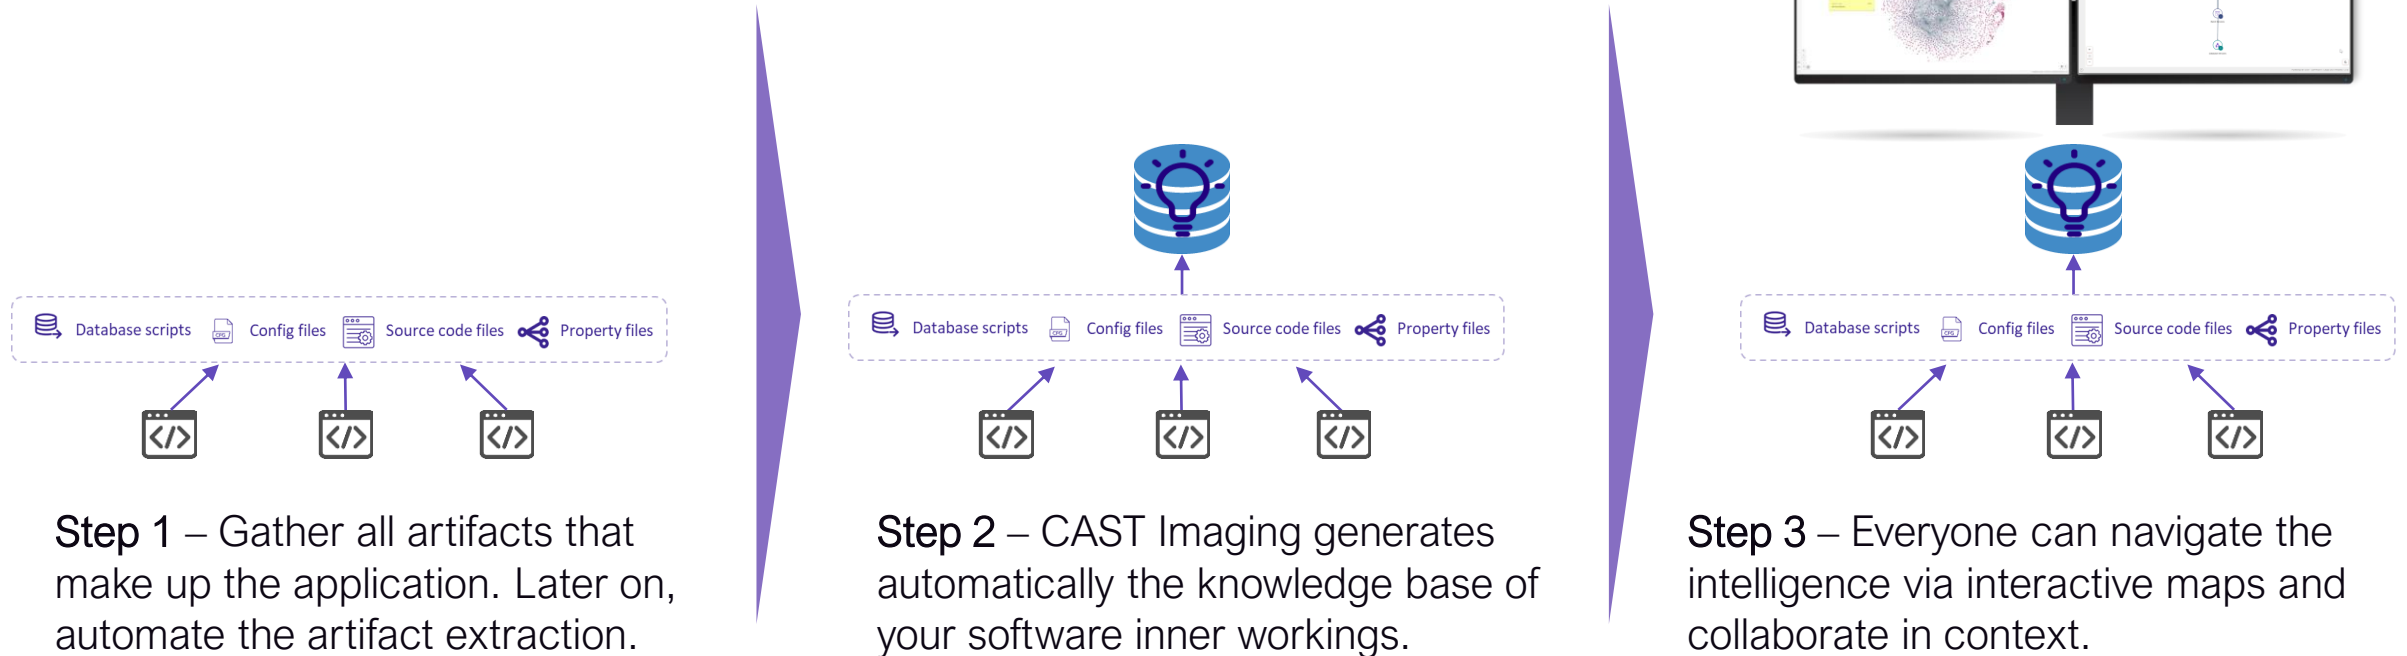 Database scripts
Config files
Source code files
Property files
Step 1 – Gather all artifacts that
make up the application. Later on,
automate the artifact extraction.
Database scripts
Config files
Source code files
Property files
Step 2 – CAST Imaging generates
automatically the knowledge base of
your software inner workings.
Database scripts
Config files
Source code files
Property files
Step 3 – Everyone can navigate the
intelligence via interactive maps and
collaborate in context.